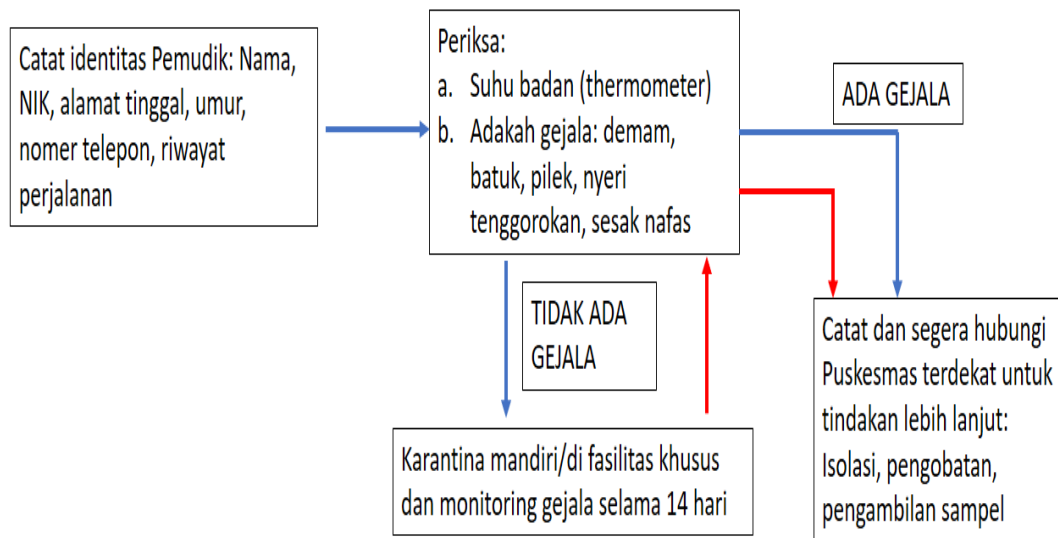 Catat identitas Pemudik: Nama,
NIK, alamat tinggal, umur,
nomer telepon, riwayat
perjalanan
Periksa:
a. Suhu badan (thermometer)
b. Adakah gejala: demam,
batuk, pilek, nyeri
tenggorokan, sesak nafas
ADA GEJALA
TIDAK ADA
GEJALA
Karantina mandiri/di fasilitas khusus
dan monitoring gejala selama 14 hari
Catat dan segera hubungi
Puskesmas terdekat untuk
tindakan lebih lanjut:
Isolasi, pengobatan,
pengambilan sampel